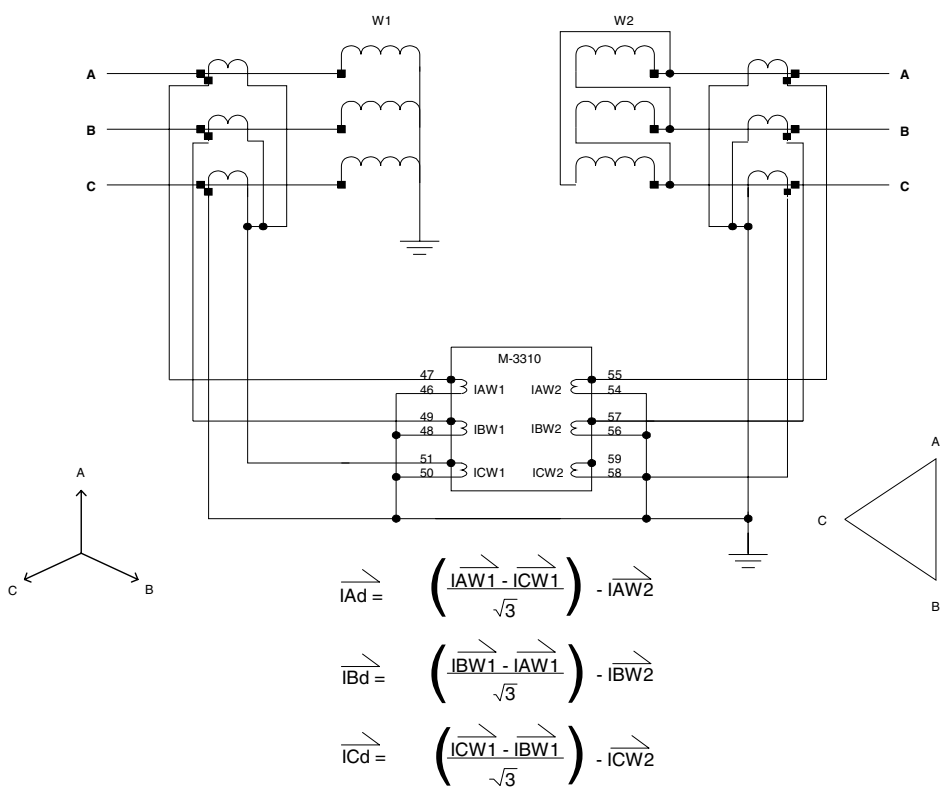 W1 W2
A A
B B
C C
M-3310
47 55
46 IAW1 IAW2 54
49 57
48 IBW1 IBW2 56
51 59
50 ICW1 ICW2 58
A
C B
A
C
B
IAd = ( IAW1 - ICW1 / √3 ) - IAW2
IBd = ( IBW1 - IAW1 / √3 ) - IBW2
ICd = ( ICW1 - IBW1 / √3 ) - ICW2